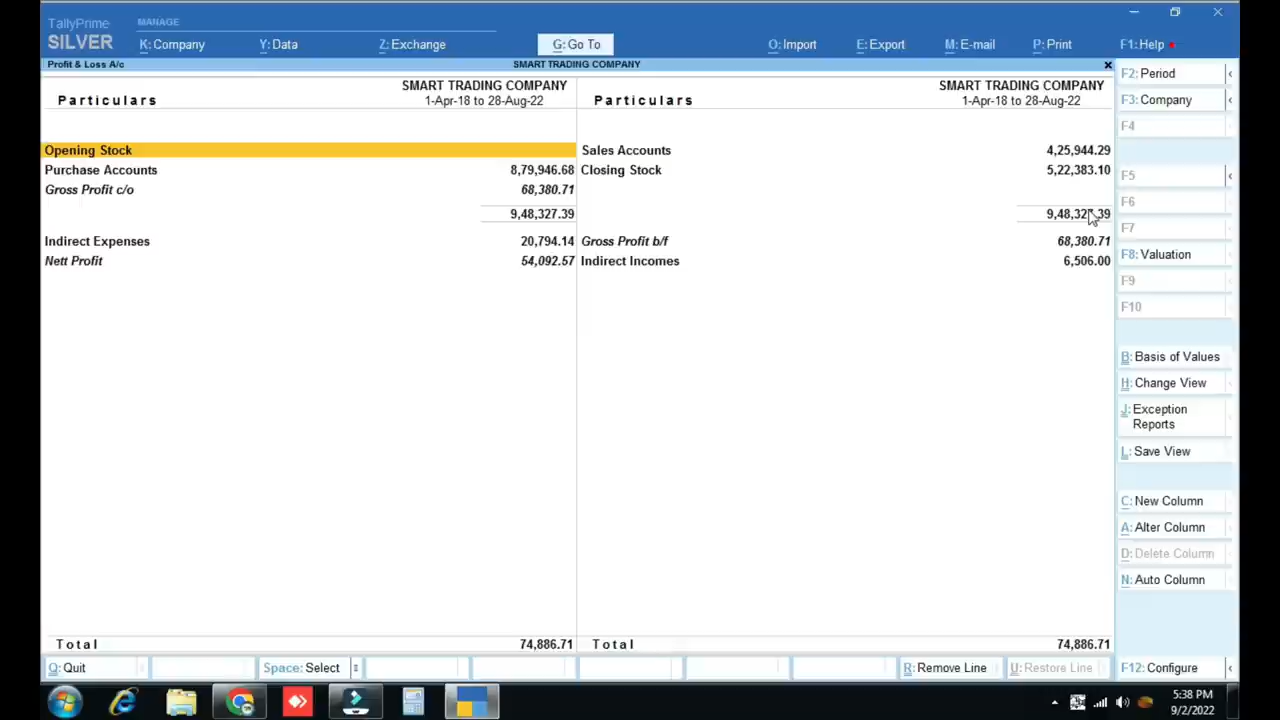 TallyPrime
MANAGE
SILVER
K: Company
Y: Data
Z: Exchange
G: Go To
O: Import
E: Export
M: E-mail
P: Print
F1: Help
Profit & Loss A/c
SMART TRADING COMPANY
Particulars
SMART TRADING COMPANY
1-Apr-18 to 28-Aug-22
Particulars
SMART TRADING COMPANY
1-Apr-18 to 28-Aug-22
Opening Stock
Sales Accounts 4,25,944.29
Purchase Accounts 8,79,946.68
Closing Stock 5,22,383.10
Gross Profit c/o 68,380.71
9,48,327.39
9,48,327.39
Indirect Expenses 20,794.14
Gross Profit b/f 68,380.71
Nett Profit 54,092.57
Indirect Incomes 6,506.00
Total 74,886.71
Total 74,886.71
F2: Period
F3: Company
F4
F5
F6
F7
F8: Valuation
F9
F10
B: Basis of Values
H: Change View
J: Exception
Reports
L: Save View
C: New Column
A: Alter Column
D: Delete Column
N: Auto Column
Q: Quit
Space: Select
R: Remove Line
U: Restore Line
F12: Configure
5:38 PM
9/2/2022